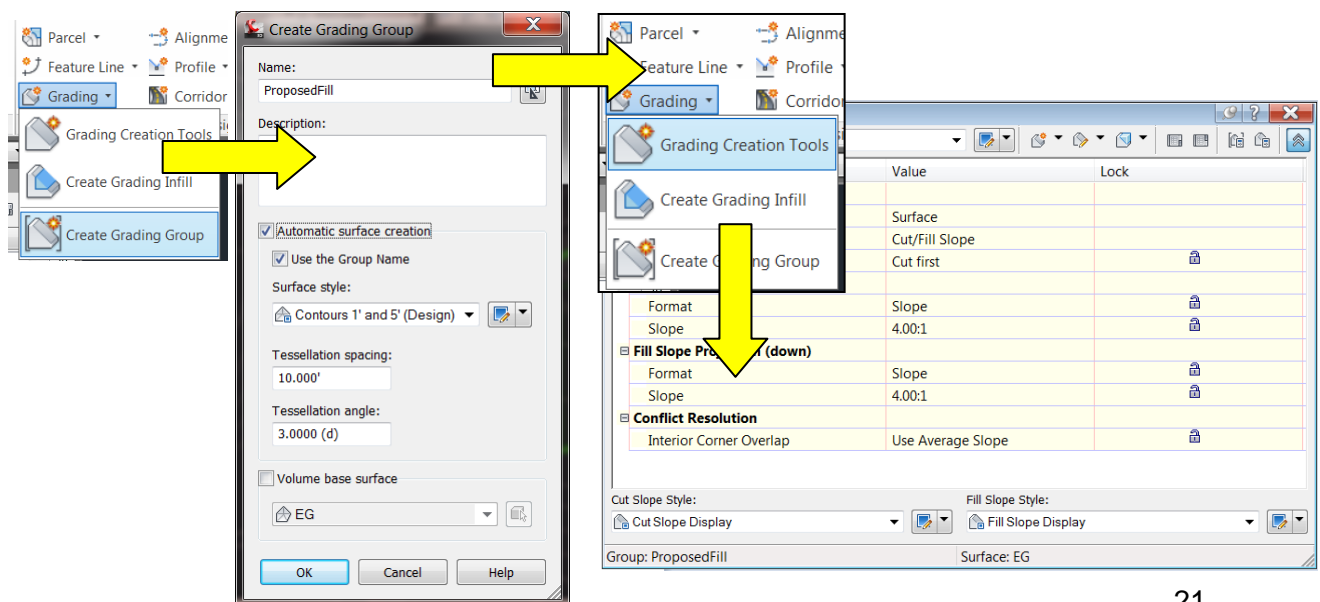 Parcel
Alignme
Feature Line
Profile
Grading
Corridor
Grading Creation Tools
Create Grading Infill
Create Grading Group
Create Grading Group
Name:
ProposedFill
Description:
Automatic surface creation
Use the Group Name
Surface style:
Contours 1' and 5' (Design)
Tessellation spacing:
10.000'
Tessellation angle:
3.0000 (d)
Volume base surface
EG
OK Cancel Help
Parcel
Alignme
Feature Line
Profile
Grading
Corridor
Grading Creation Tools
Create Grading Infill
Create G ng Group
Value Lock
Surface
Cut/Fill Slope
Cut first
Format Slope
Slope 4.00:1
Fill Slope Pro (down)
Format Slope
Slope 4.00:1
Conflict Resolution
Interior Corner Overlap Use Average Slope
Cut Slope Style: Fill Slope Style:
Cut Slope Display Fill Slope Display
Group: ProposedFill Surface: EG
21